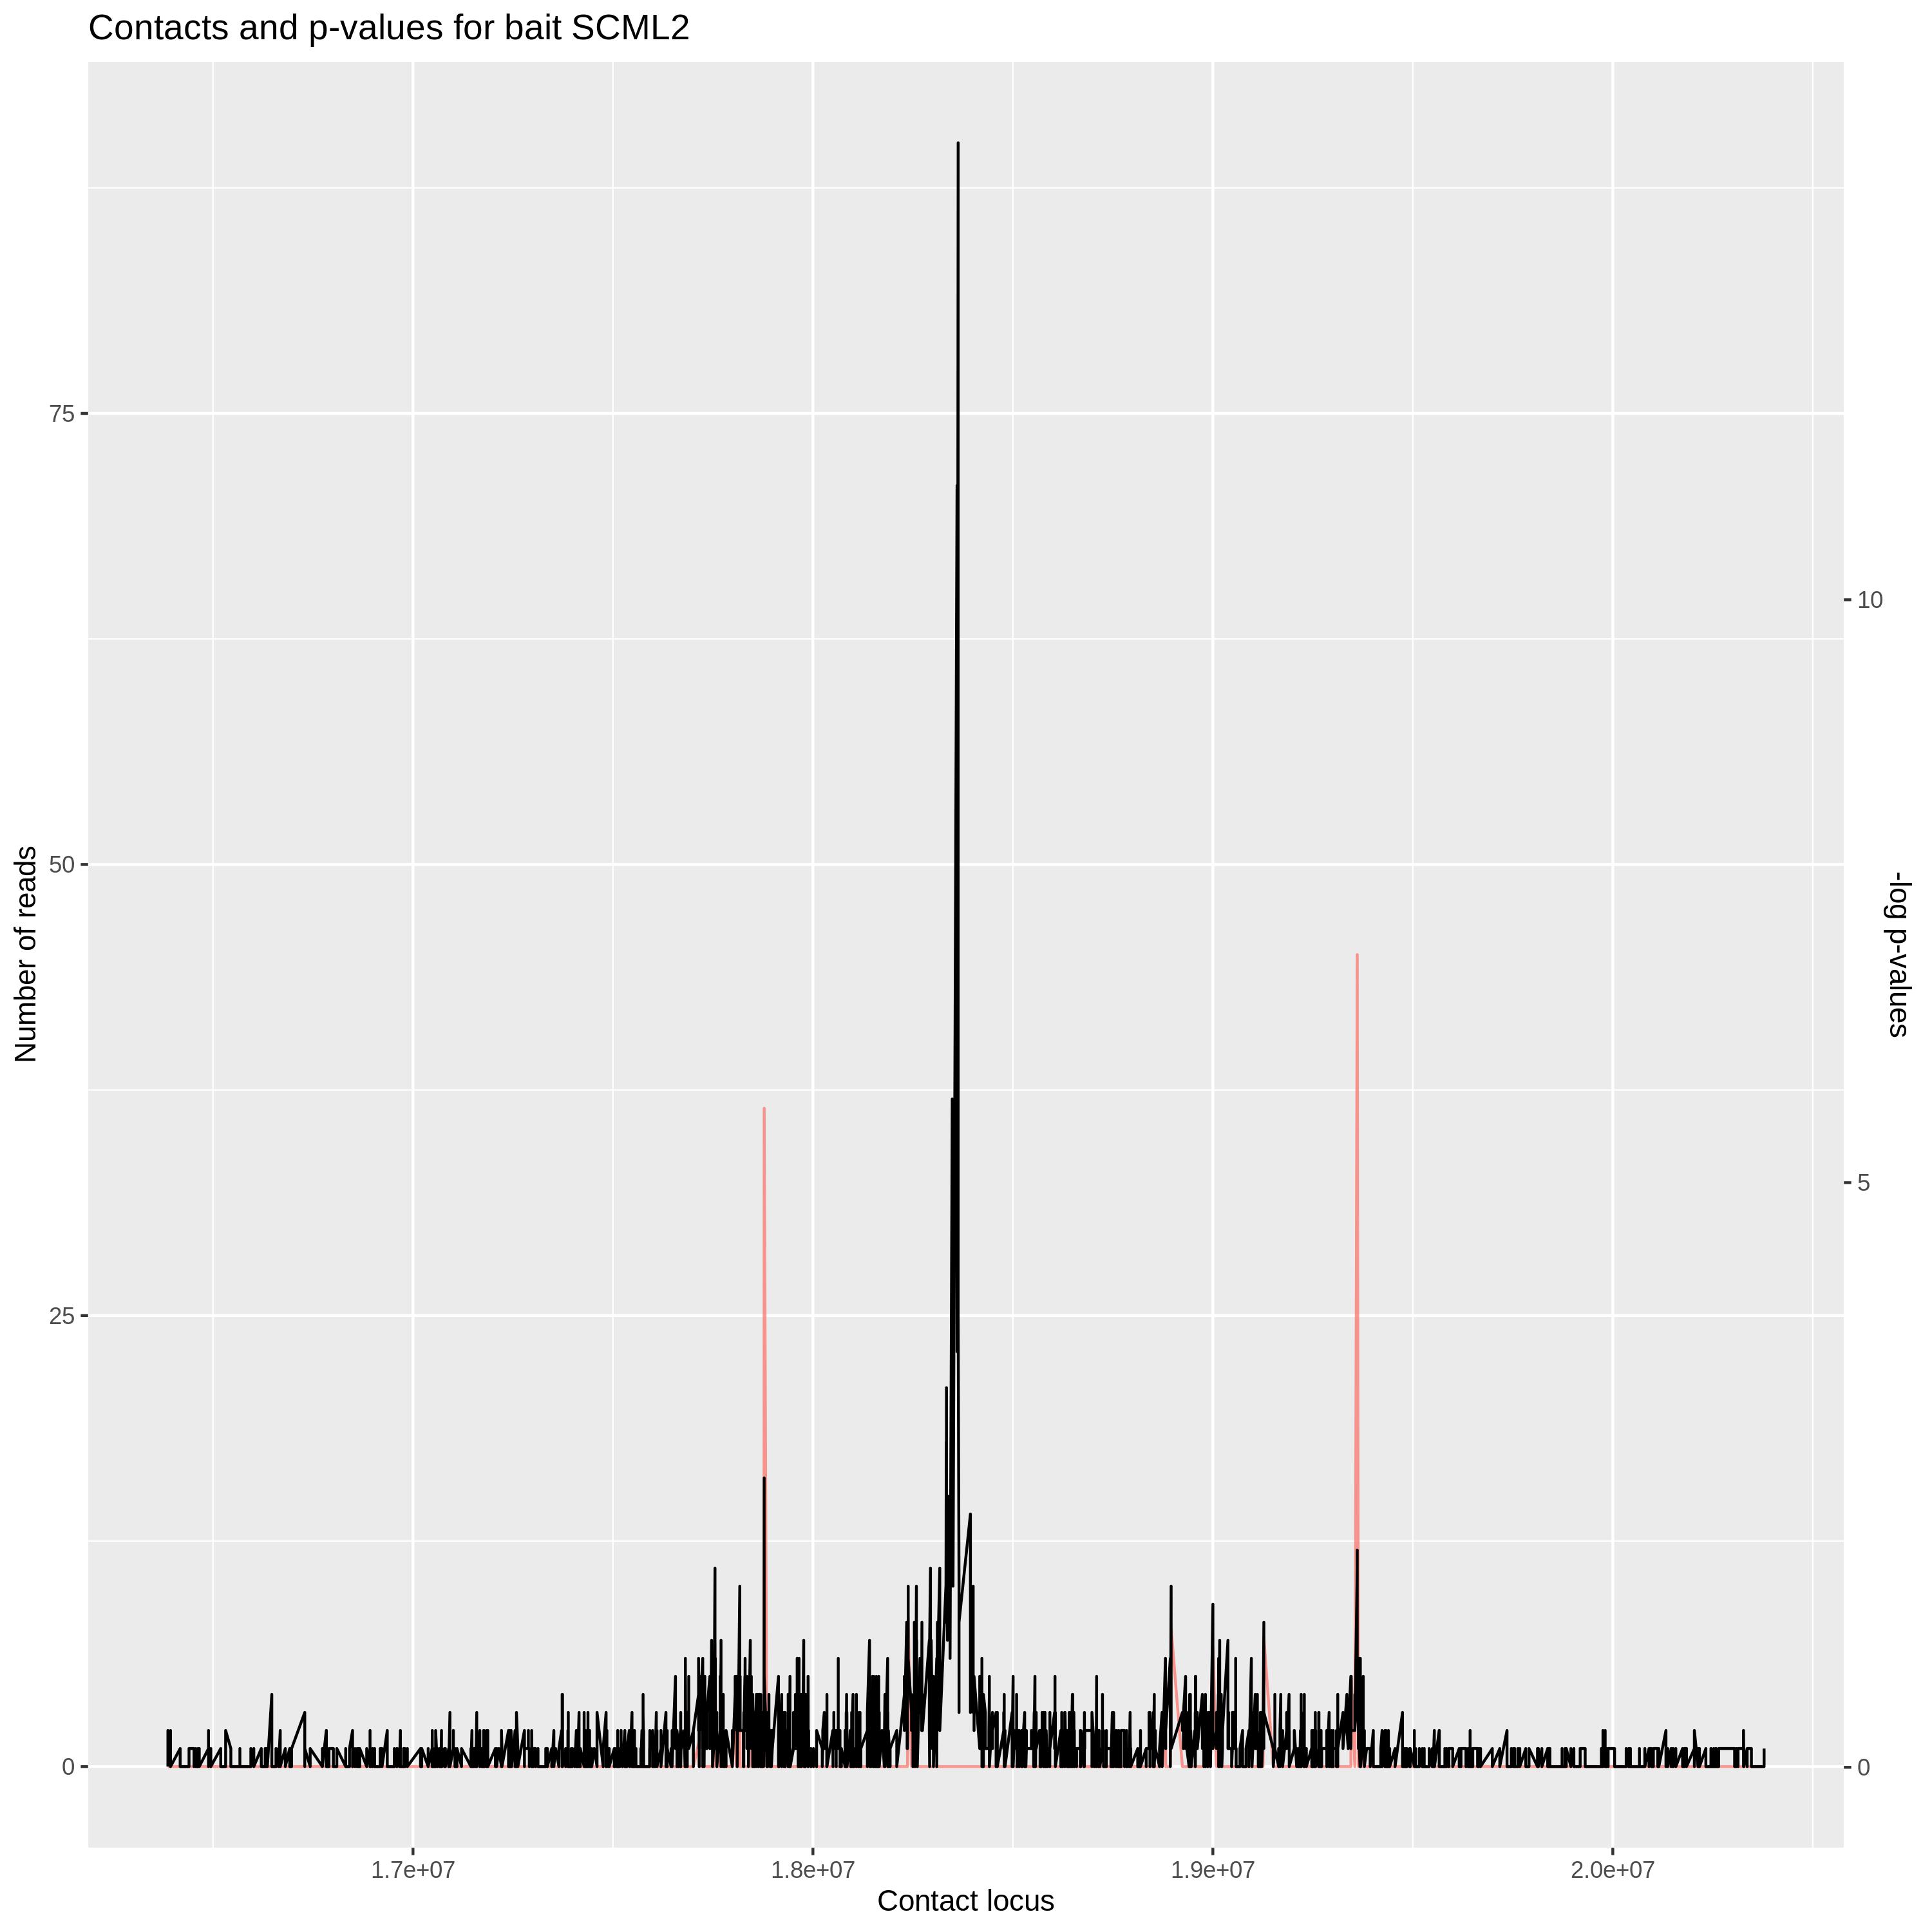 Contacts and p-values for bait SCML2
75
50
25
0
Number of reads
10
5
0
-log p-values
1.7e+07
1.8e+07
1.9e+07
2.0e+07
Contact locus